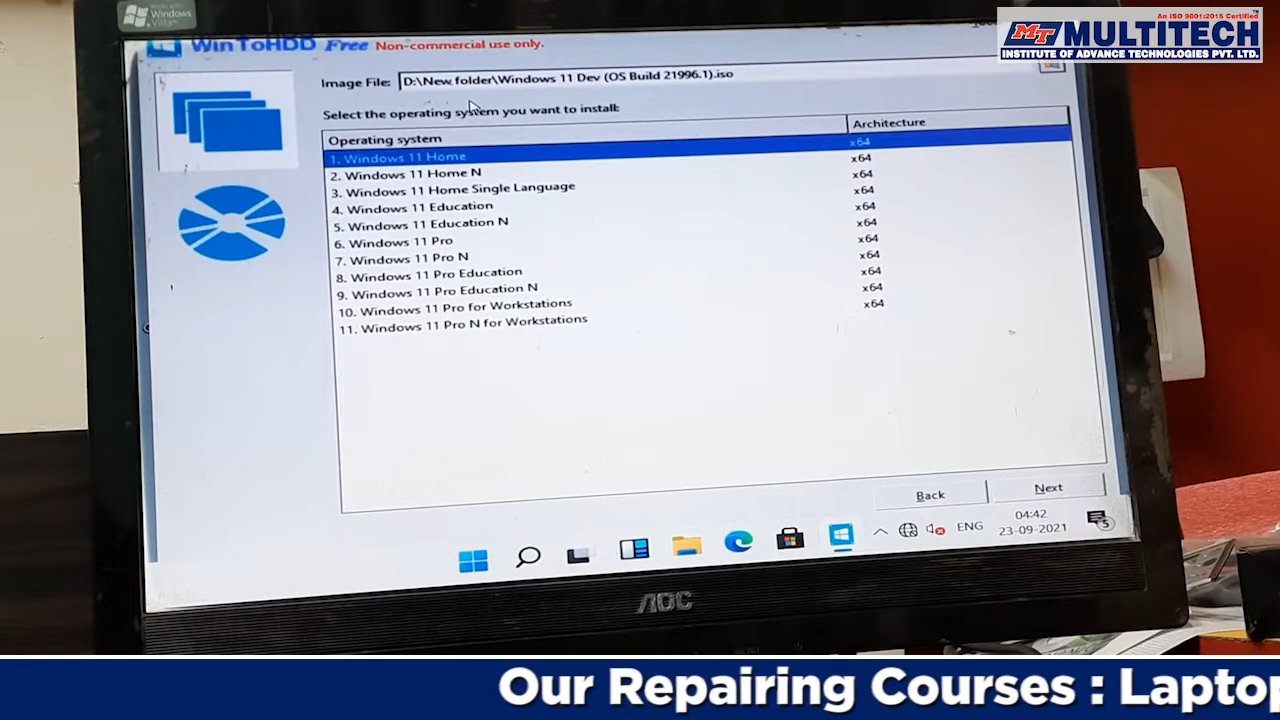 Works with
Windows
Vista
An ISO 9001:2015 Certified
MT MULTITECH
TM
INSTITUTE OF ADVANCE TECHNOLOGIES PVT. LTD.
WinToHDD Free Non-commercial use only.
Image File: D:\New folder\Windows 11 Dev (OS Build 21996.1).iso
Select the operating system you want to install:
Operating system Architecture
1. Windows 11 Home x64
2. Windows 11 Home N x64
3. Windows 11 Home Single Language x64
4. Windows 11 Education x64
5. Windows 11 Education N x64
6. Windows 11 Pro x64
7. Windows 11 Pro N x64
8. Windows 11 Pro Education x64
9. Windows 11 Pro Education N x64
10. Windows 11 Pro for Workstations x64
11. Windows 11 Pro N for Workstations x64
Back Next
ENG 04:42
23-09-2021 5
AOC
Our Repairing Courses : Laptop